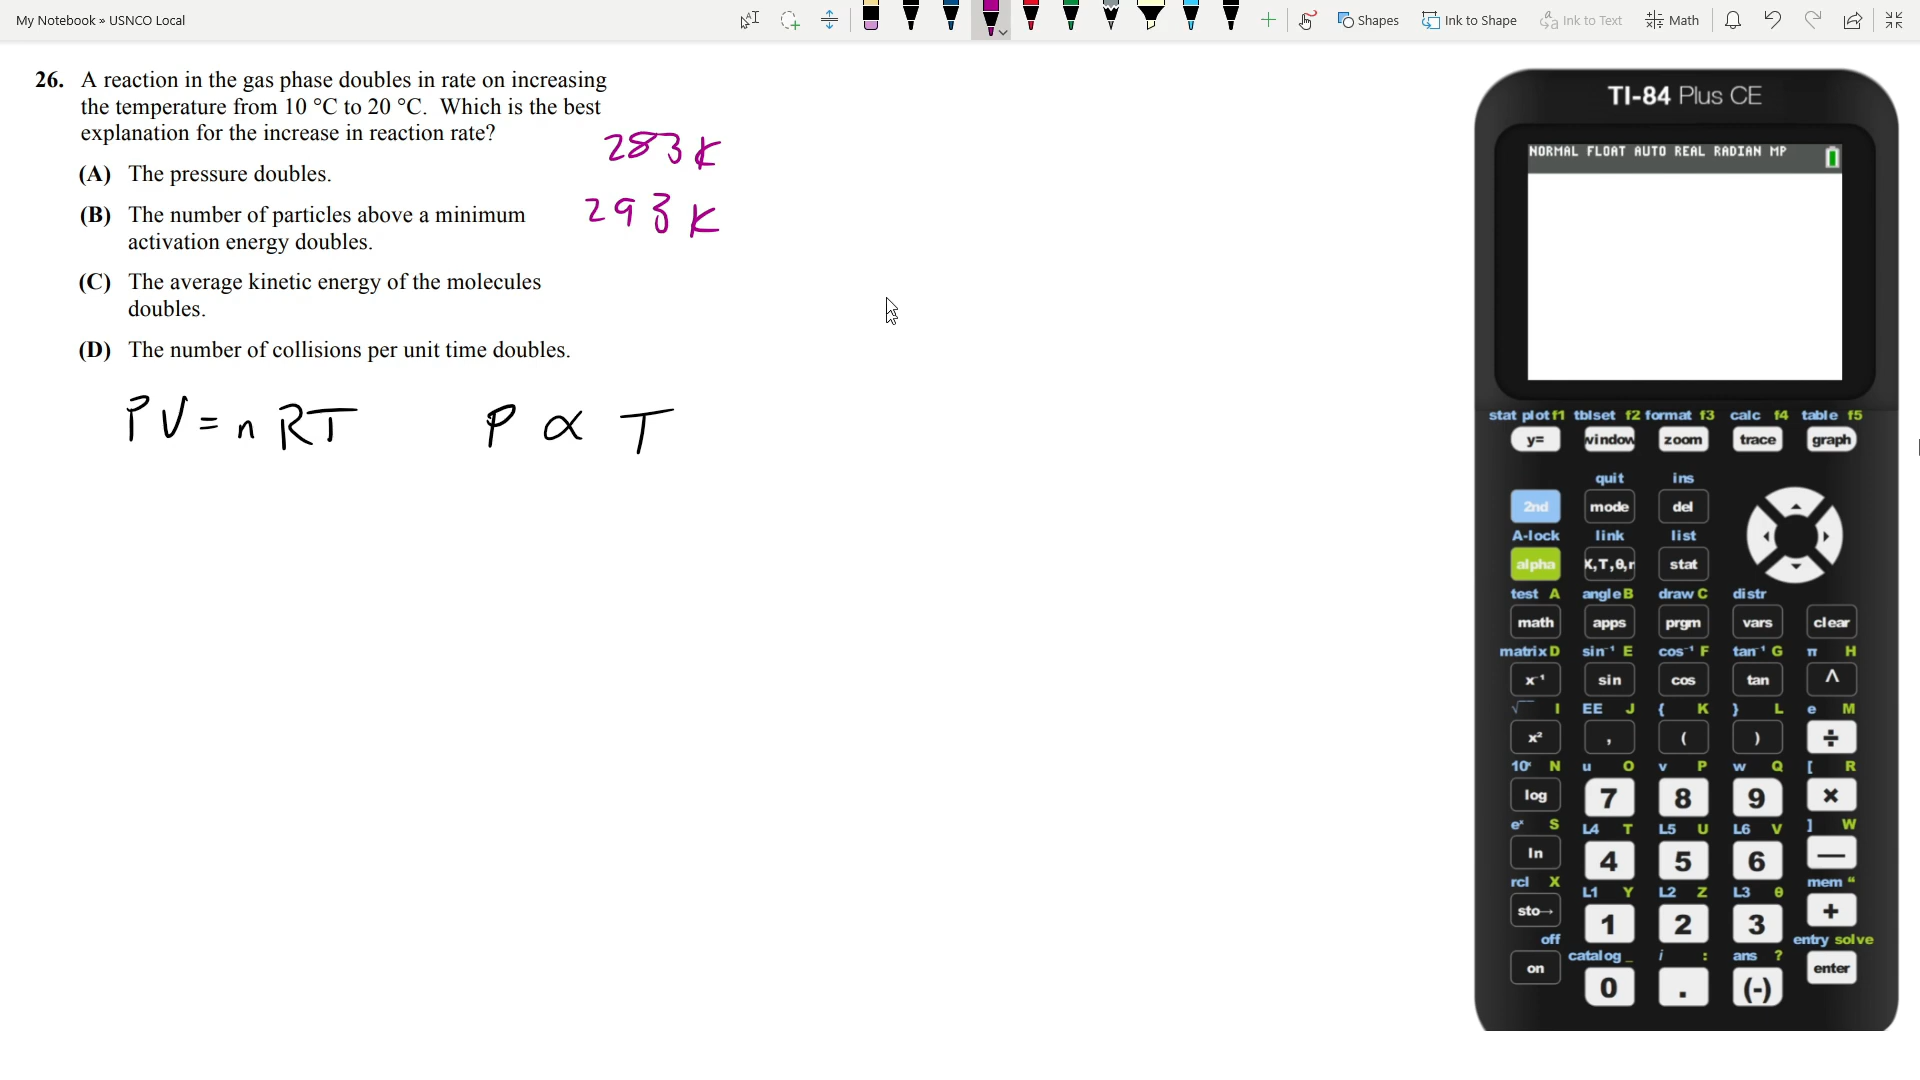 My Notebook » USNCO Local
Shapes
Ink to Shape
Ink to Text
Math
26. A reaction in the gas phase doubles in rate on increasing
the temperature from 10 °C to 20 °C. Which is the best
explanation for the increase in reaction rate?
283 K
(A) The pressure doubles.
293 K
(B) The number of particles above a minimum
activation energy doubles.
(C) The average kinetic energy of the molecules
doubles.
(D) The number of collisions per unit time doubles.
PV = nRT P ∝ T
TI-84 Plus CE
NORMAL FLOAT AUTO REAL RADIAN MP
stat plot f1 tblset f2 format f3 calc f4 table f5
y= window zoom trace graph
quit ins
2nd mode del
A-lock link list
alpha X,T,θ,n stat
test A angle B draw C distr
math apps prgm vars clear
matrix D sin⁻¹ E cos⁻¹ F tan⁻¹ G π H
x⁻¹ sin cos tan ^
√ I EE J { K } L e M
x² , ( ) ÷
10ˣ N u O v P w Q [ R
log 7 8 9 ×
eˣ S L4 T L5 U L6 V ] W
ln 4 5 6 —
rcl X L1 Y L2 Z L3 θ mem "
sto→ 1 2 3 +
off catalog _ i : ans ? entry solve
on 0 . (-) enter